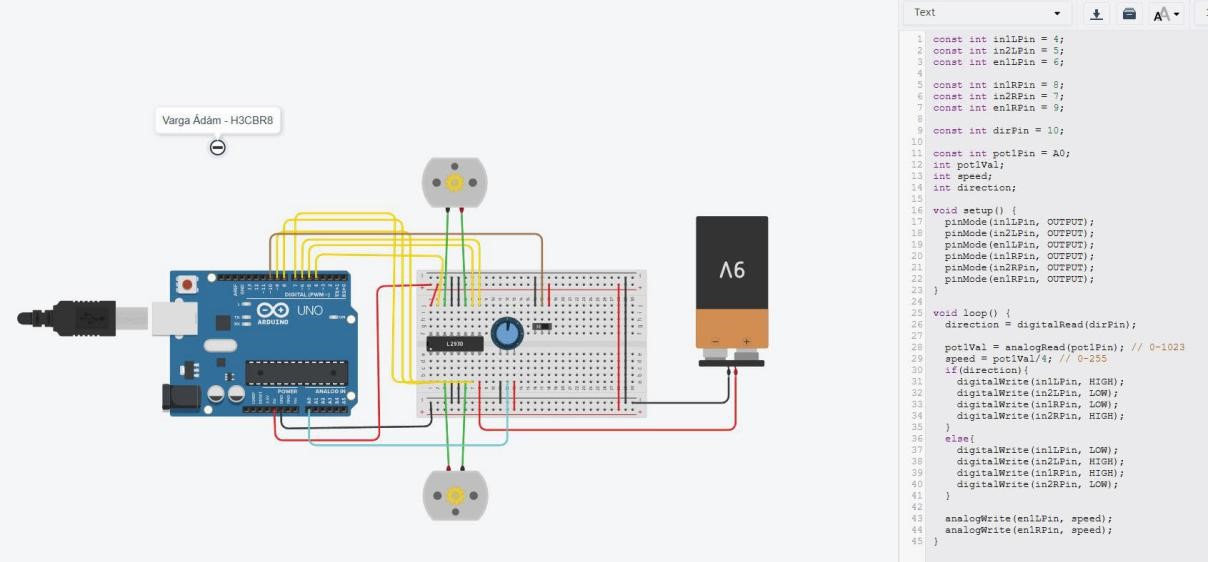 Text
Varga Ádám - H3CBR8
DIGITAL (PWM~)
UNO
ARDUINO
POWER
ANALOG IN
L293D
9V
1 const int in1LPin = 4;
2 const int in2LPin = 5;
3 const int en1LPin = 6;
4
5 const int in1RPin = 8;
6 const int in2RPin = 7;
7 const int en1RPin = 9;
8
9 const int dirPin = 10;
10
11 const int pot1Pin = A0;
12 int pot1Val;
13 int speed;
14 int direction;
15
16 void setup() {
17 pinMode(in1LPin, OUTPUT);
18 pinMode(in2LPin, OUTPUT);
19 pinMode(en1LPin, OUTPUT);
20 pinMode(in1RPin, OUTPUT);
21 pinMode(in2RPin, OUTPUT);
22 pinMode(en1RPin, OUTPUT);
23 }
24
25 void loop() {
26 direction = digitalRead(dirPin);
27
28 pot1Val = analogRead(pot1Pin); // 0-1023
29 speed = pot1Val/4; // 0-255
30 if(direction){
31 digitalWrite(in1LPin, HIGH);
32 digitalWrite(in2LPin, LOW);
33 digitalWrite(in1RPin, LOW);
34 digitalWrite(in2RPin, HIGH);
35 }
36 else{
37 digitalWrite(in1LPin, LOW);
38 digitalWrite(in2LPin, HIGH);
39 digitalWrite(in1RPin, HIGH);
40 digitalWrite(in2RPin, LOW);
41 }
42
43 analogWrite(en1LPin, speed);
44 analogWrite(en1RPin, speed);
45 }